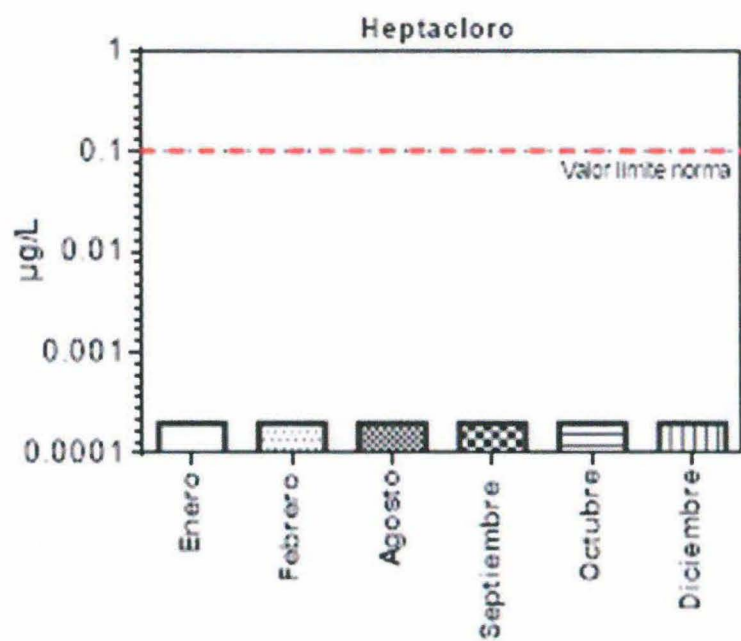 Heptacloro
1
0.1
0.01
0.001
0.0001
µg/L
Valor limite norma
Enero
Febrero
Agosto
Septiembre
Octubre
Diciembre